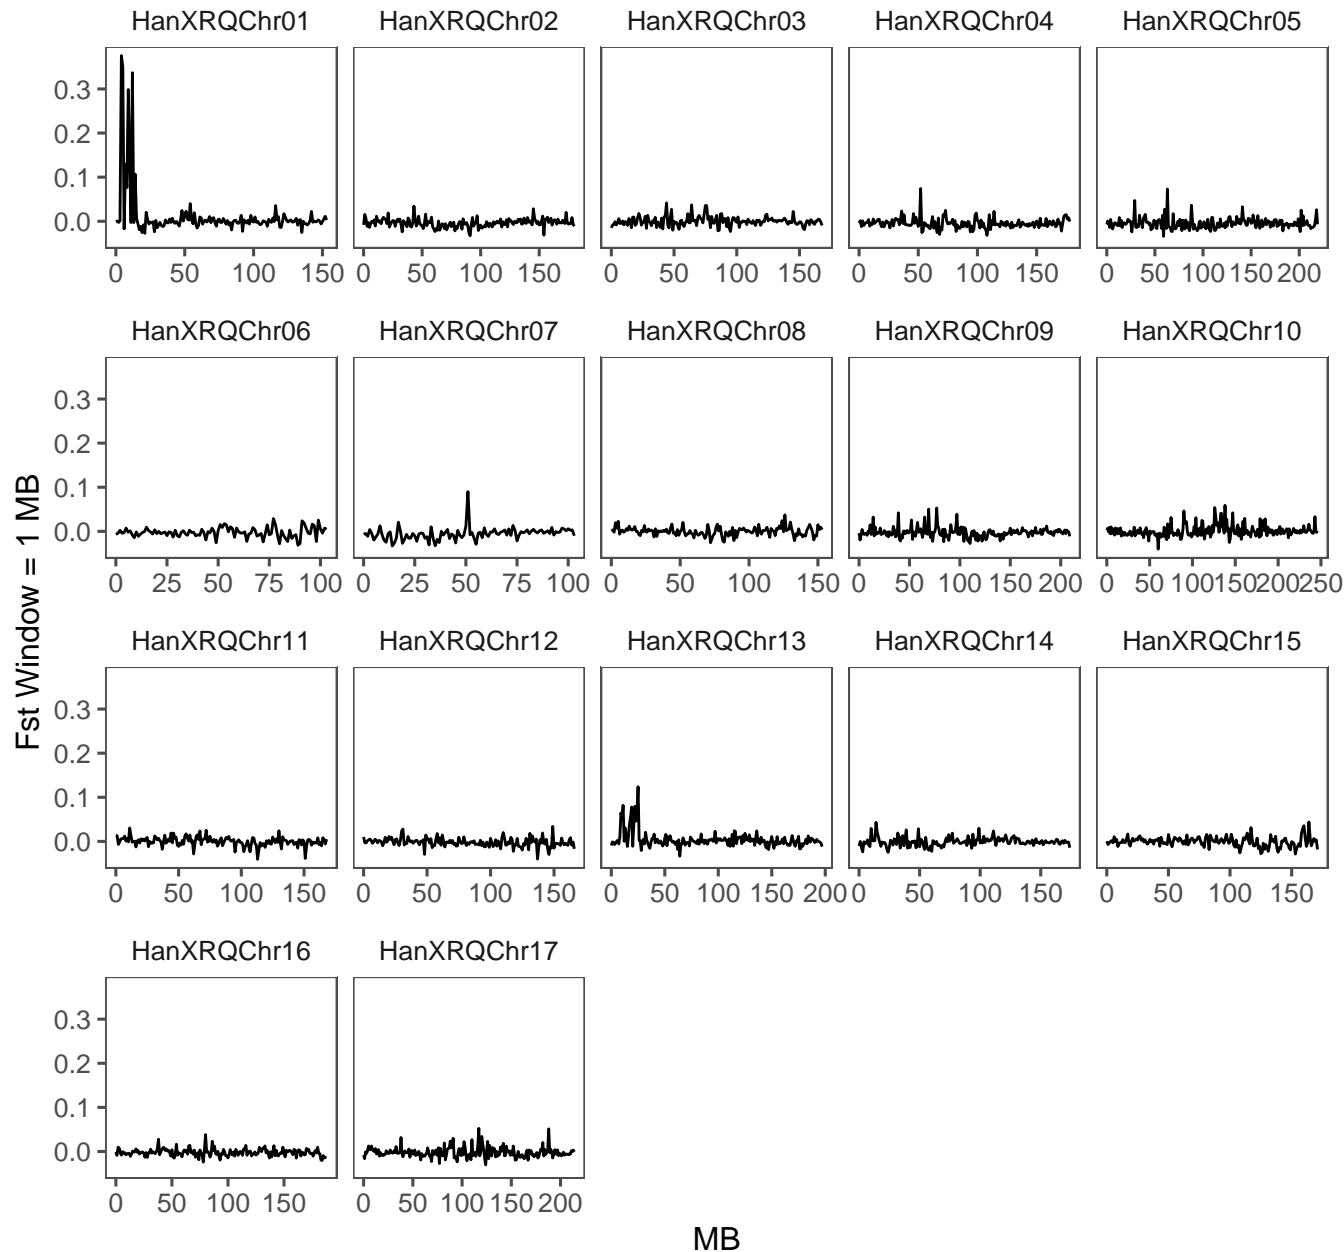 HanXRQChr01 HanXRQChr02 HanXRQChr03 HanXRQChr04 HanXRQChr05
0.3
0.2
0.1
0.0
0 50 100 150 0 50 100 150 0 50 100 150 0 50 100 150 0 50 100 150 200
HanXRQChr06 HanXRQChr07 HanXRQChr08 HanXRQChr09 HanXRQChr10
0.3
0.2
0.1
0.0
0 25 50 75 100 0 25 50 75 100 0 50 100 150 0 50 100 150 200 0 50 100 150 200 250
Fst Window = 1 MB
HanXRQChr11 HanXRQChr12 HanXRQChr13 HanXRQChr14 HanXRQChr15
0.3
0.2
0.1
0.0
0 50 100 150 0 50 100 150 0 50 100 150 200 0 50 100 150 0 50 100 150
HanXRQChr16 HanXRQChr17
0.3
0.2
0.1
0.0
0 50 100 150 0 50 100 150 200
MB